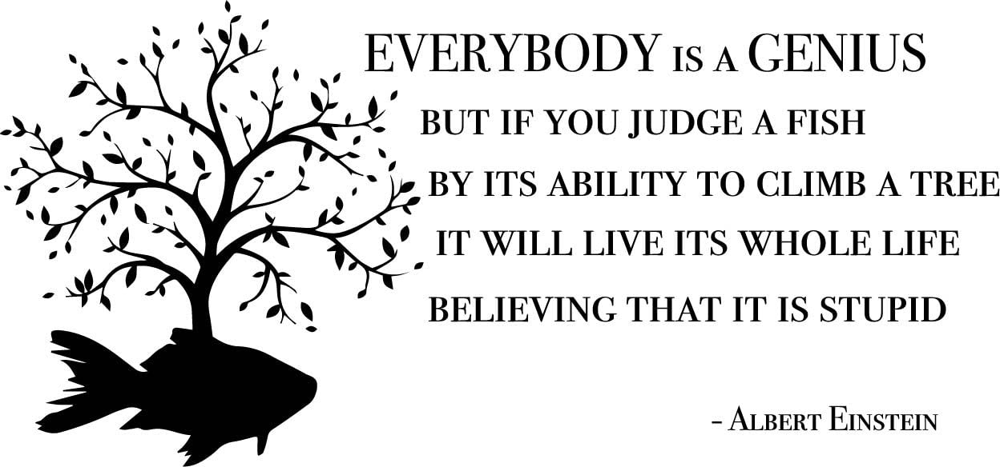 EVERYBODY IS A GENIUS
BUT IF YOU JUDGE A FISH
BY ITS ABILITY TO CLIMB A TREE
IT WILL LIVE ITS WHOLE LIFE
BELIEVING THAT IT IS STUPID
- ALBERT EINSTEIN